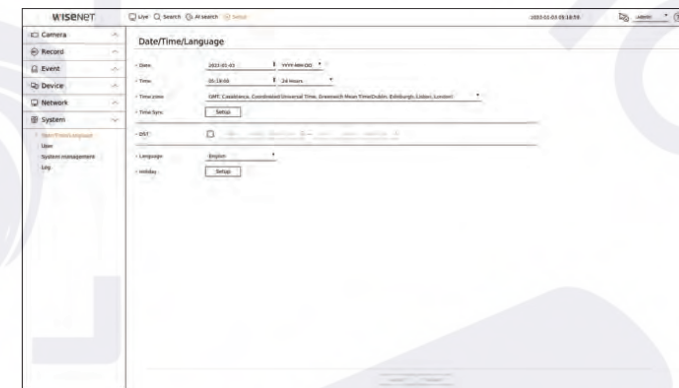 WISENET
Live Search AI search Setup
Camera
Record
Event
Device
Network
System
Date/Time/Language
User
System management
Log
Date/Time/Language
Date YYYY-MM-DD
Time 24 Hours
Time zone GMT: Casablanca, Coordinated Universal Time, Greenwich Mean Time(Dublin, Edinburgh, Lisbon, London)
Time Sync. Setup
DST
Language English
Holiday Setup